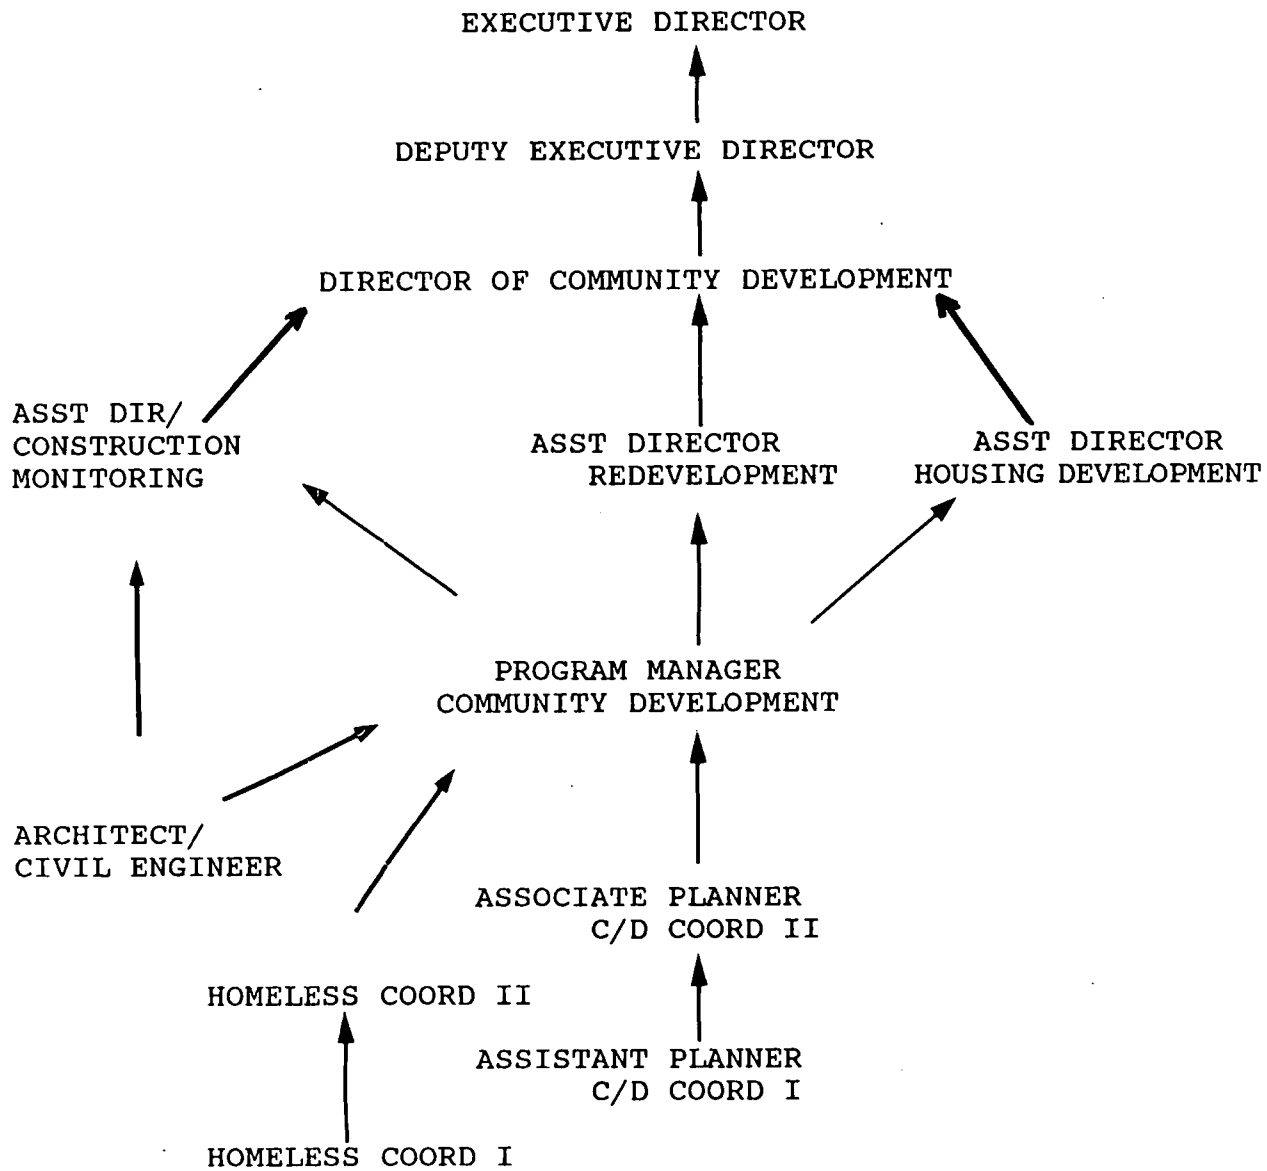 EXECUTIVE DIRECTOR
DEPUTY EXECUTIVE DIRECTOR
DIRECTOR OF COMMUNITY DEVELOPMENT
ASST DIR/
CONSTRUCTION
MONITORING
ASST DIRECTOR
REDEVELOPMENT
ASST DIRECTOR
HOUSING DEVELOPMENT
PROGRAM MANAGER
COMMUNITY DEVELOPMENT
ARCHITECT/
CIVIL ENGINEER
ASSOCIATE PLANNER
C/D COORD II
HOMELESS COORD II
ASSISTANT PLANNER
C/D COORD I
HOMELESS COORD I